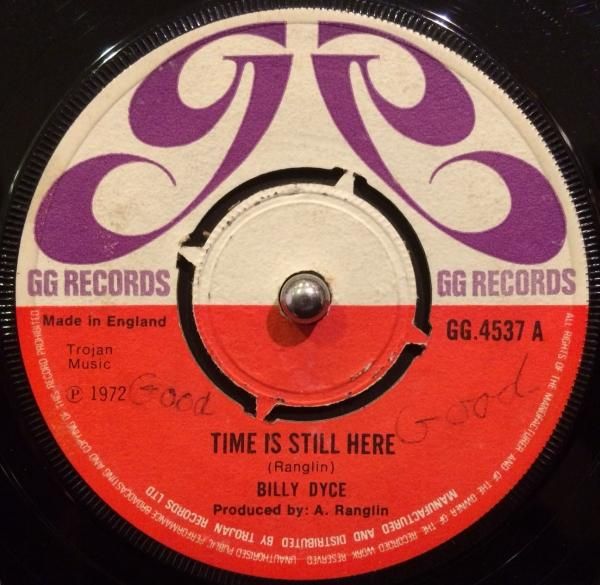 GG RECORDS
GG RECORDS
Made in England
GG.4537 A
Trojan
Music
℗ 1972
Good
Good
TIME IS STILL HERE
(Ranglin)
BILLY DYCE
Produced by: A. Ranglin
ALL RIGHTS OF THE MANUFACTURER AND OF THE OWNER OF THE RECORDED WORK RESERVED UNAUTHORISED PUBLIC PERFORMANCE BROADCASTING AND COPYING OF THIS RECORD PROHIBITED
MANUFACTURED AND DISTRIBUTED BY TROJAN RECORDS LTD